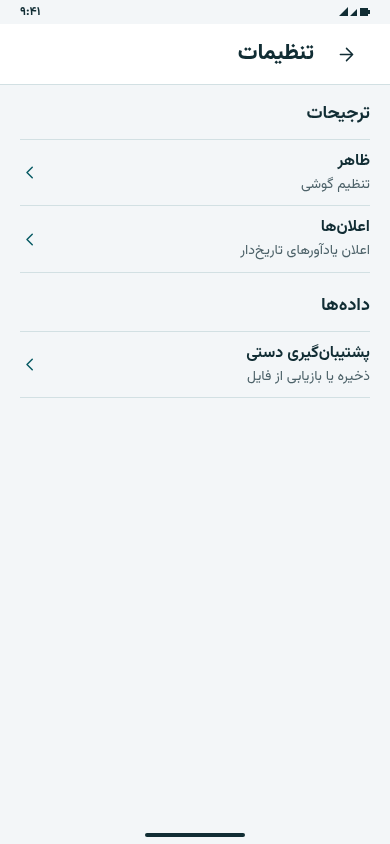 ۹:۴۱
تنظیمات
ترجیحات
ظاهر
تنظیم گوشی
اعلان‌ها
اعلان یادآورهای تاریخ‌دار
داده‌ها
پشتیبان‌گیری دستی
ذخیره یا بازیابی از فایل